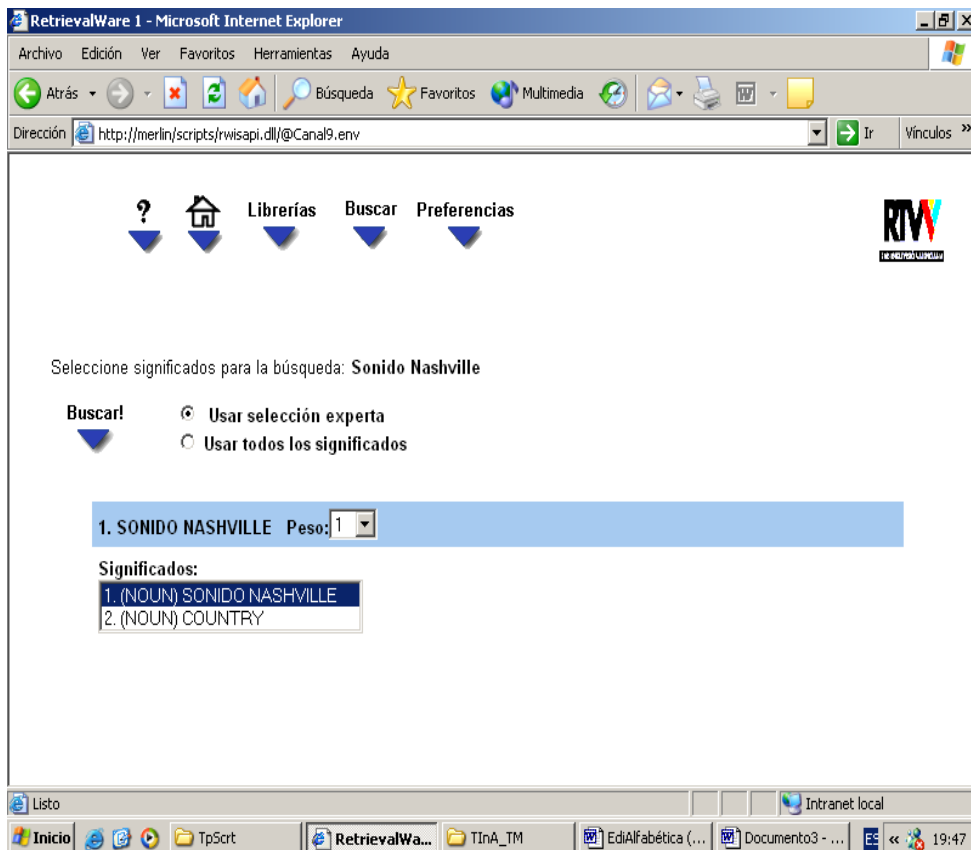 RetrievalWare 1 - Microsoft Internet Explorer
Archivo Edición Ver Favoritos Herramientas Ayuda
Atrás Búsqueda Favoritos Multimedia
Dirección http://merlin/scripts/rwisapi.dll/@Canal9.env Ir Vínculos »
? Librerías Buscar Preferencias
RTVV
Seleccione significados para la búsqueda: Sonido Nashville
Buscar! Usar selección experta
Usar todos los significados
1. SONIDO NASHVILLE Peso: 1
Significados:
1. (NOUN) SONIDO NASHVILLE
2. (NOUN) COUNTRY
Listo Intranet local
Inicio TpScrt RetrievalWa... TInA_TM EdiAlfabética (... Documento3 - ... ES « 19:47